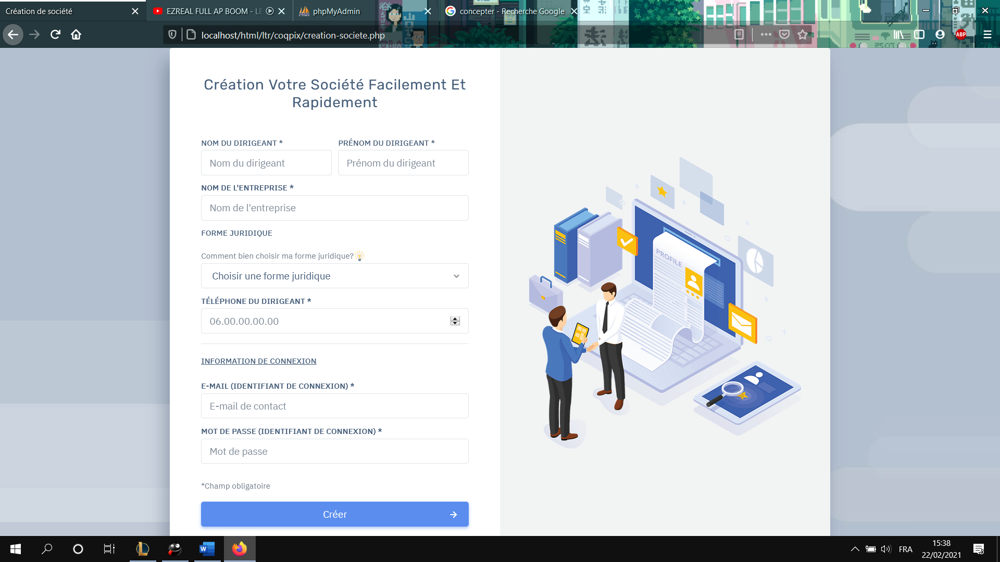 Création de société
EZREAL FULL AP BOOM - LE
phpMyAdmin
concepter - Recherche Google
localhost/html/ltr/coqpix/creation-societe.php
ABP
Création Votre Société Facilement Et
Rapidement
NOM DU DIRIGEANT *
PRÉNOM DU DIRIGEANT *
Nom du dirigeant
Prénom du dirigeant
NOM DE L'ENTREPRISE *
Nom de l'entreprise
FORME JURIDIQUE
Comment bien choisir ma forme juridique?
Choisir une forme juridique
TÉLÉPHONE DU DIRIGEANT *
06.00.00.00.00
INFORMATION DE CONNEXION
E-MAIL (IDENTIFIANT DE CONNEXION) *
E-mail de contact
MOT DE PASSE (IDENTIFIANT DE CONNEXION) *
Mot de passe
*Champ obligatoire
Créer
PROFILE
FRA
15:38
22/02/2021